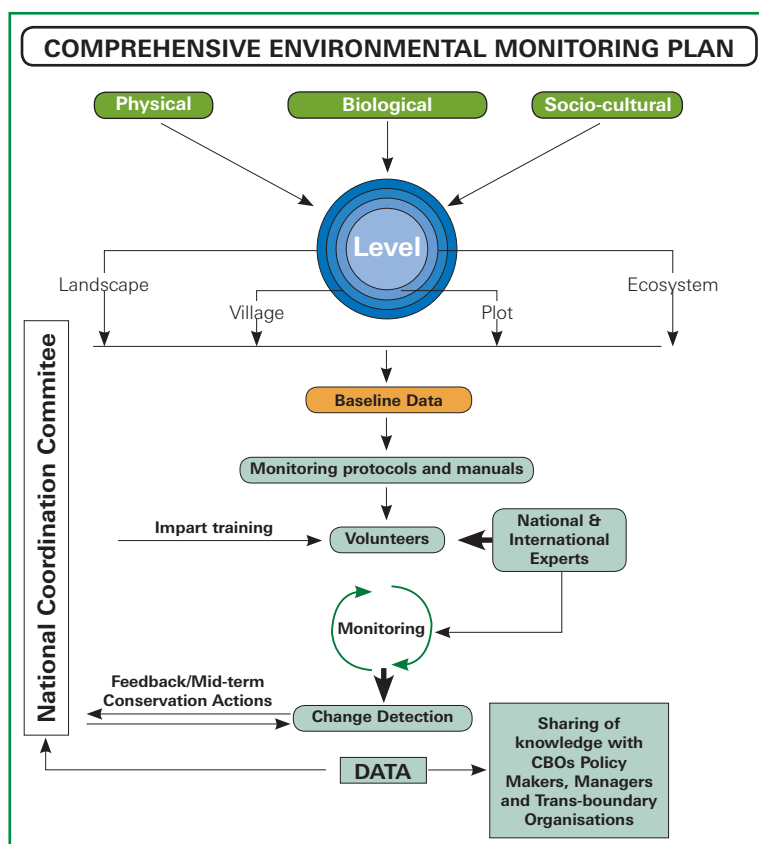 COMPREHENSIVE ENVIRONMENTAL MONITORING PLAN
Physical
Biological
Socio-cultural
Level
Landscape
Ecosystem
Village
Plot
National Coordination Commitee
Baseline Data
Monitoring protocols and manuals
Impart training
Volunteers
National &
International
Experts
Monitoring
Feedback/Mid-term
Conservation Actions
Change Detection
DATA
Sharing of
knowledge with
CBOs Policy
Makers, Managers
and Trans-boundary
Organisations